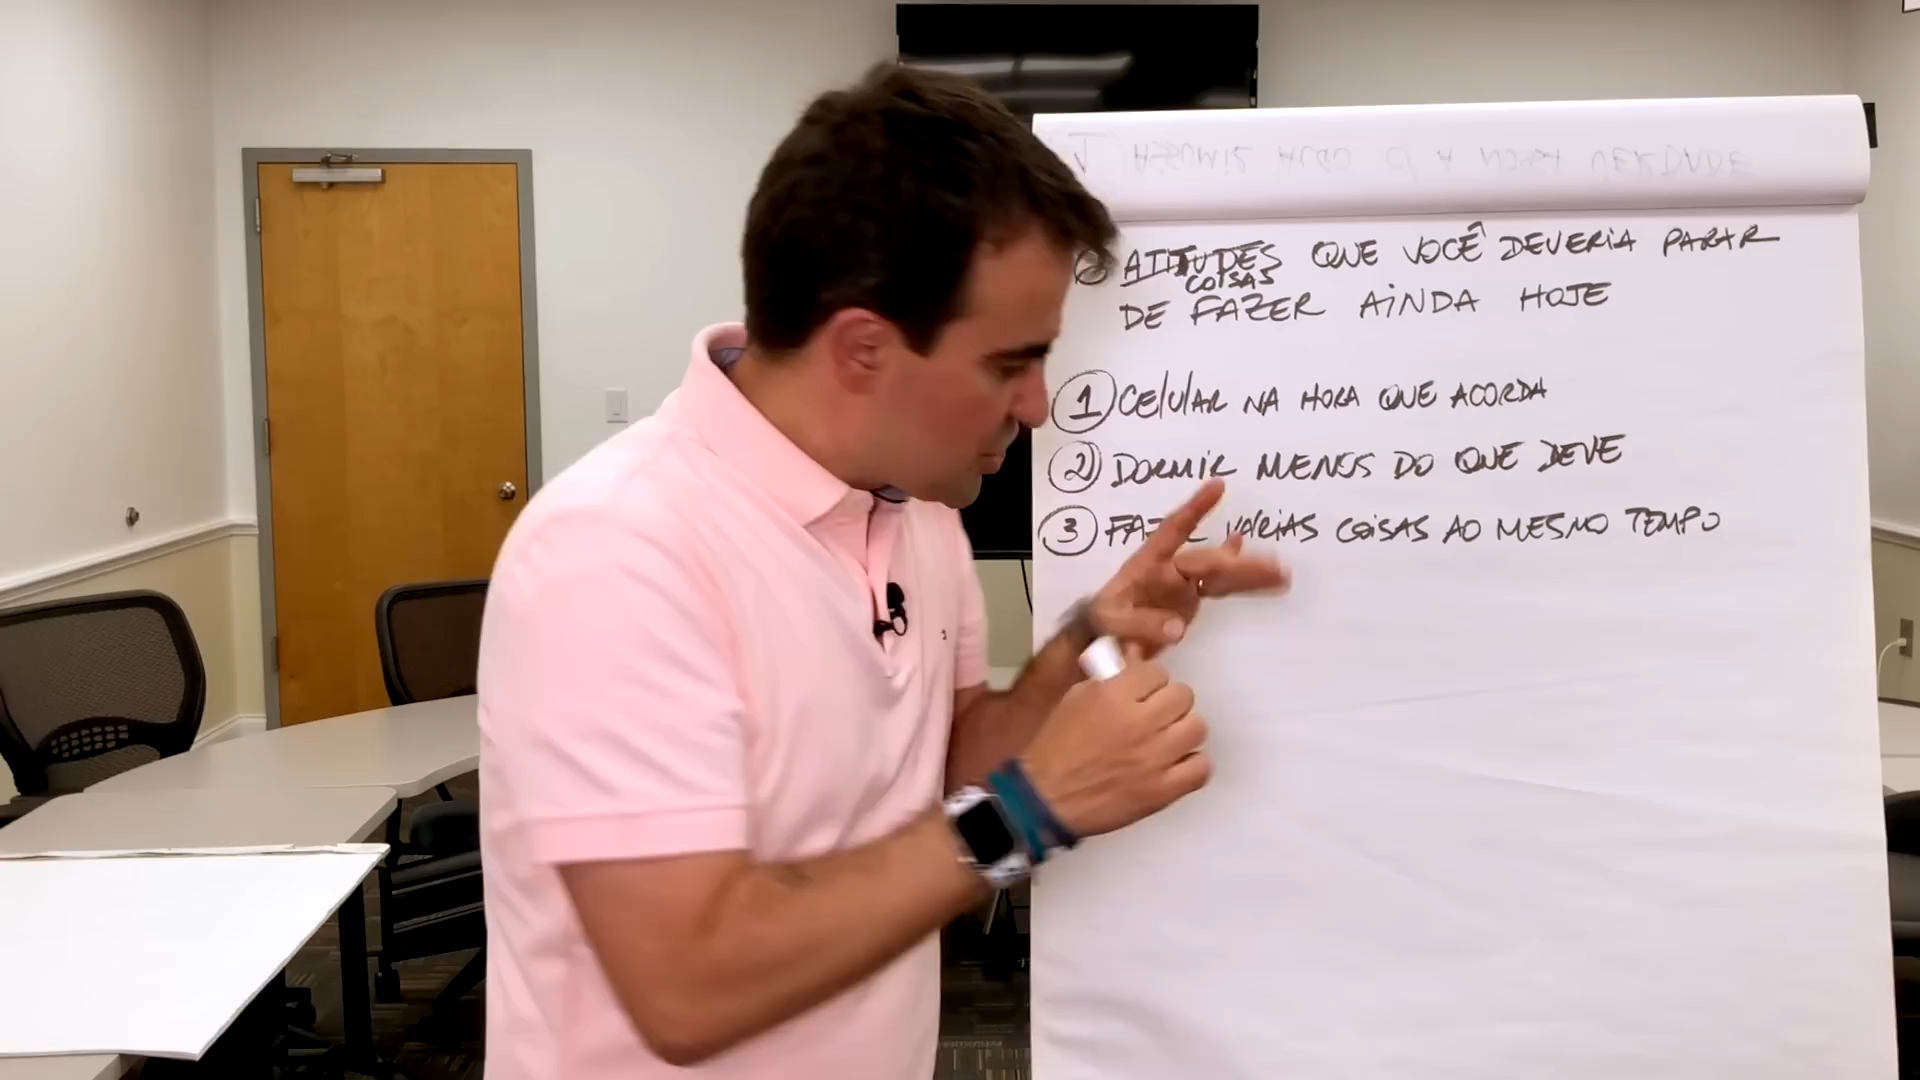 ATITUDES QUE VOCÊ DEVERIA PARAR
COISAS
DE FAZER AINDA HOJE
1 CELULAR NA HORA QUE ACORDA
2 DORMIR MENOS DO QUE DEVE
3 VÁRIAS COISAS AO MESMO TEMPO